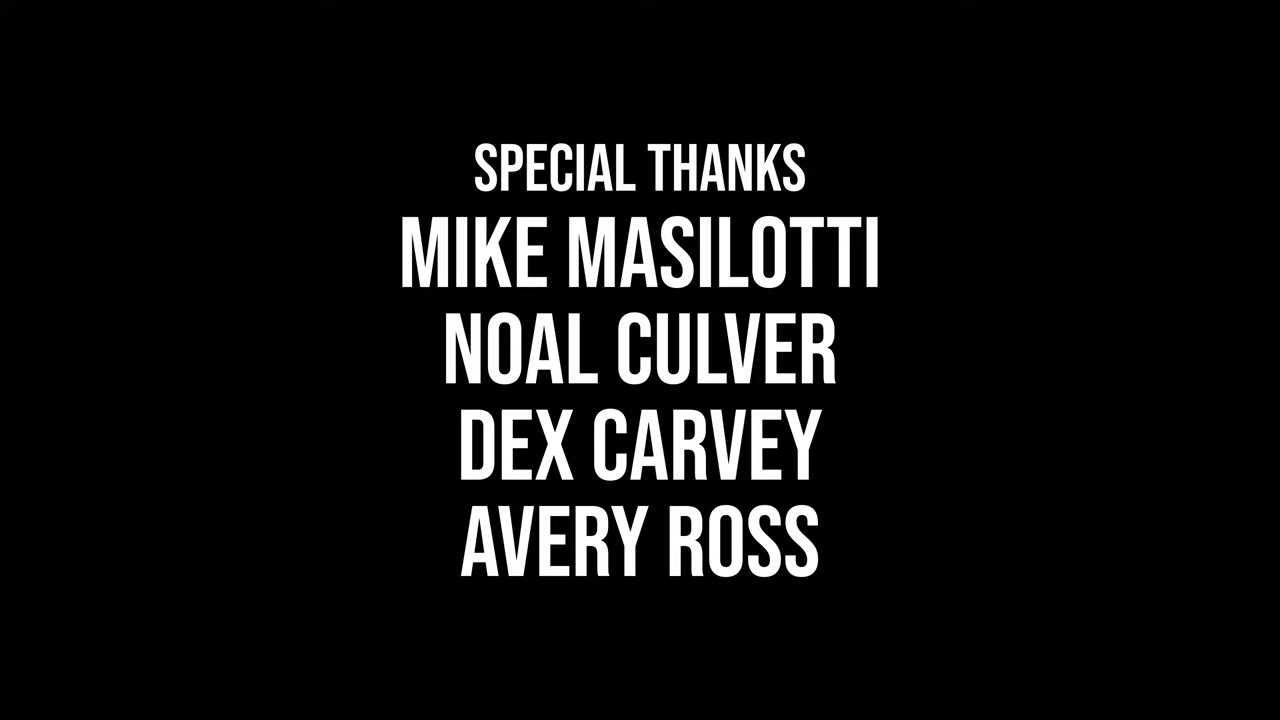 SPECIAL THANKS
MIKE MASILOTTI
NOAL CULVER
DEX CARVEY
AVERY ROSS